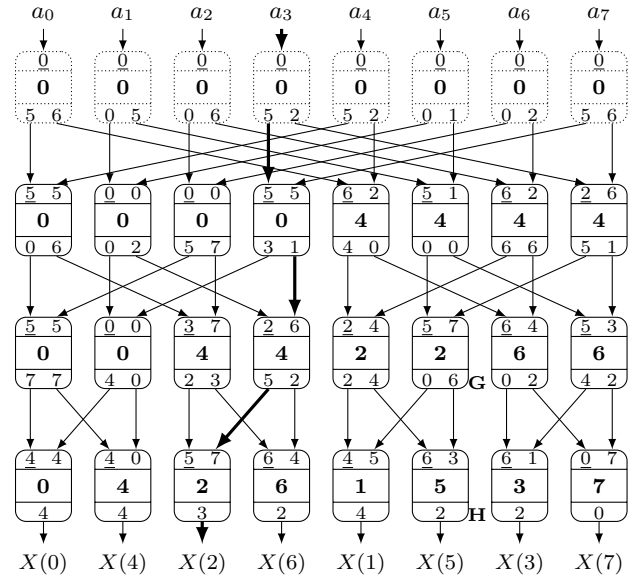 a0 a1 a2 a3 a4 a5 a6 a7
0 0 0 0 0 0 0 0
0 0 0 0 0 0 0 0
5 6 0 5 0 6 5 2 5 2 0 1 0 2 5 6
5 5 0 0 0 0 5 5 6 2 5 1 6 2 2 6
0 0 0 0 4 4 4 4
0 6 0 2 5 7 3 1 4 0 0 0 6 6 5 1
5 5 0 0 3 7 2 6 2 4 5 7 6 4 5 3
0 0 4 4 2 2 6 6
7 7 4 0 2 3 5 2 2 4 0 6 G 0 2 4 2
4 4 4 0 5 7 6 4 4 5 6 3 6 1 0 7
0 4 2 6 1 5 3 7
4 4 3 2 4 2 H 2 0
X(0) X(4) X(2) X(6) X(1) X(5) X(3) X(7)